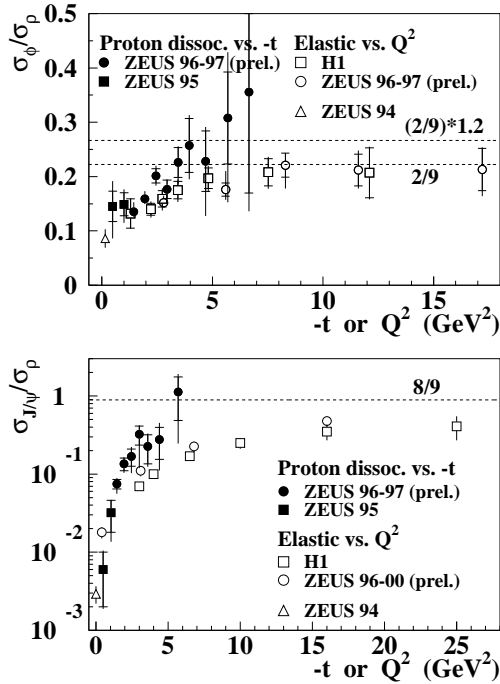 σϕ/σρ
0.5
0.4
0.3
0.2
0.1
0
Proton dissoc. vs. -t
ZEUS 96-97 (prel.)
ZEUS 95
ZEUS 94
Elastic vs. Q²
H1
ZEUS 96-97 (prel.)
(2/9)*1.2
2/9
0 5 10 15
-t or Q² (GeV²)
σJ/ψ/σρ
1
10 -1
10 -2
10 -3
8/9
Proton dissoc. vs. -t
ZEUS 96-97 (prel.)
ZEUS 95
Elastic vs. Q²
H1
ZEUS 96-00 (prel.)
ZEUS 94
0 5 10 15 20 25
-t or Q² (GeV²)